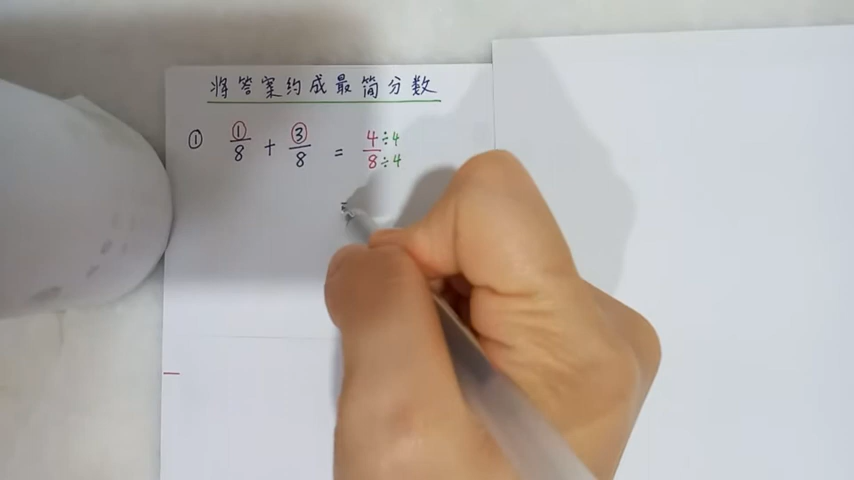 将答案约成最简分数
① 1/8 + 3/8 = 4÷4/8÷4
=